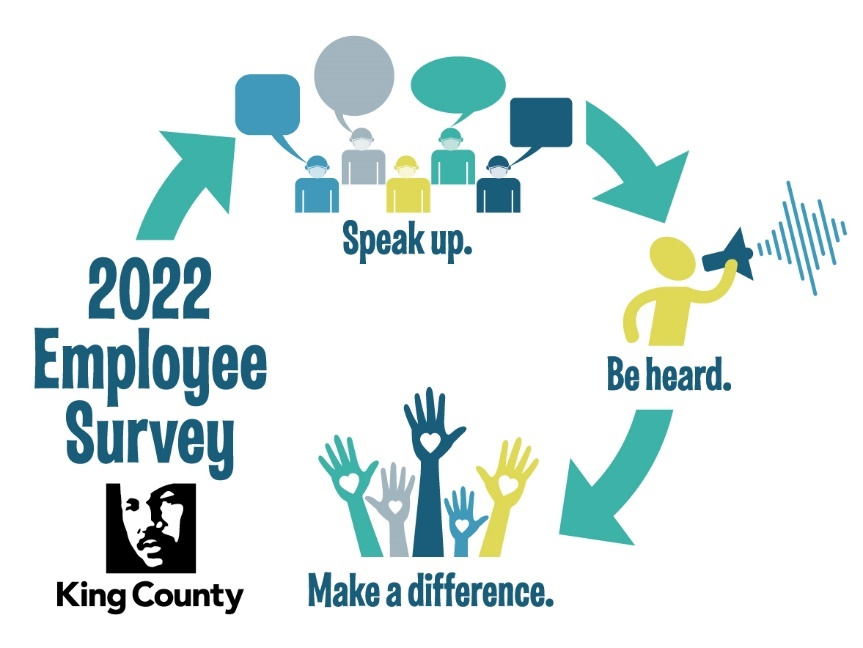 2022
Employee
Survey
King County
Speak up.
Be heard.
Make a difference.